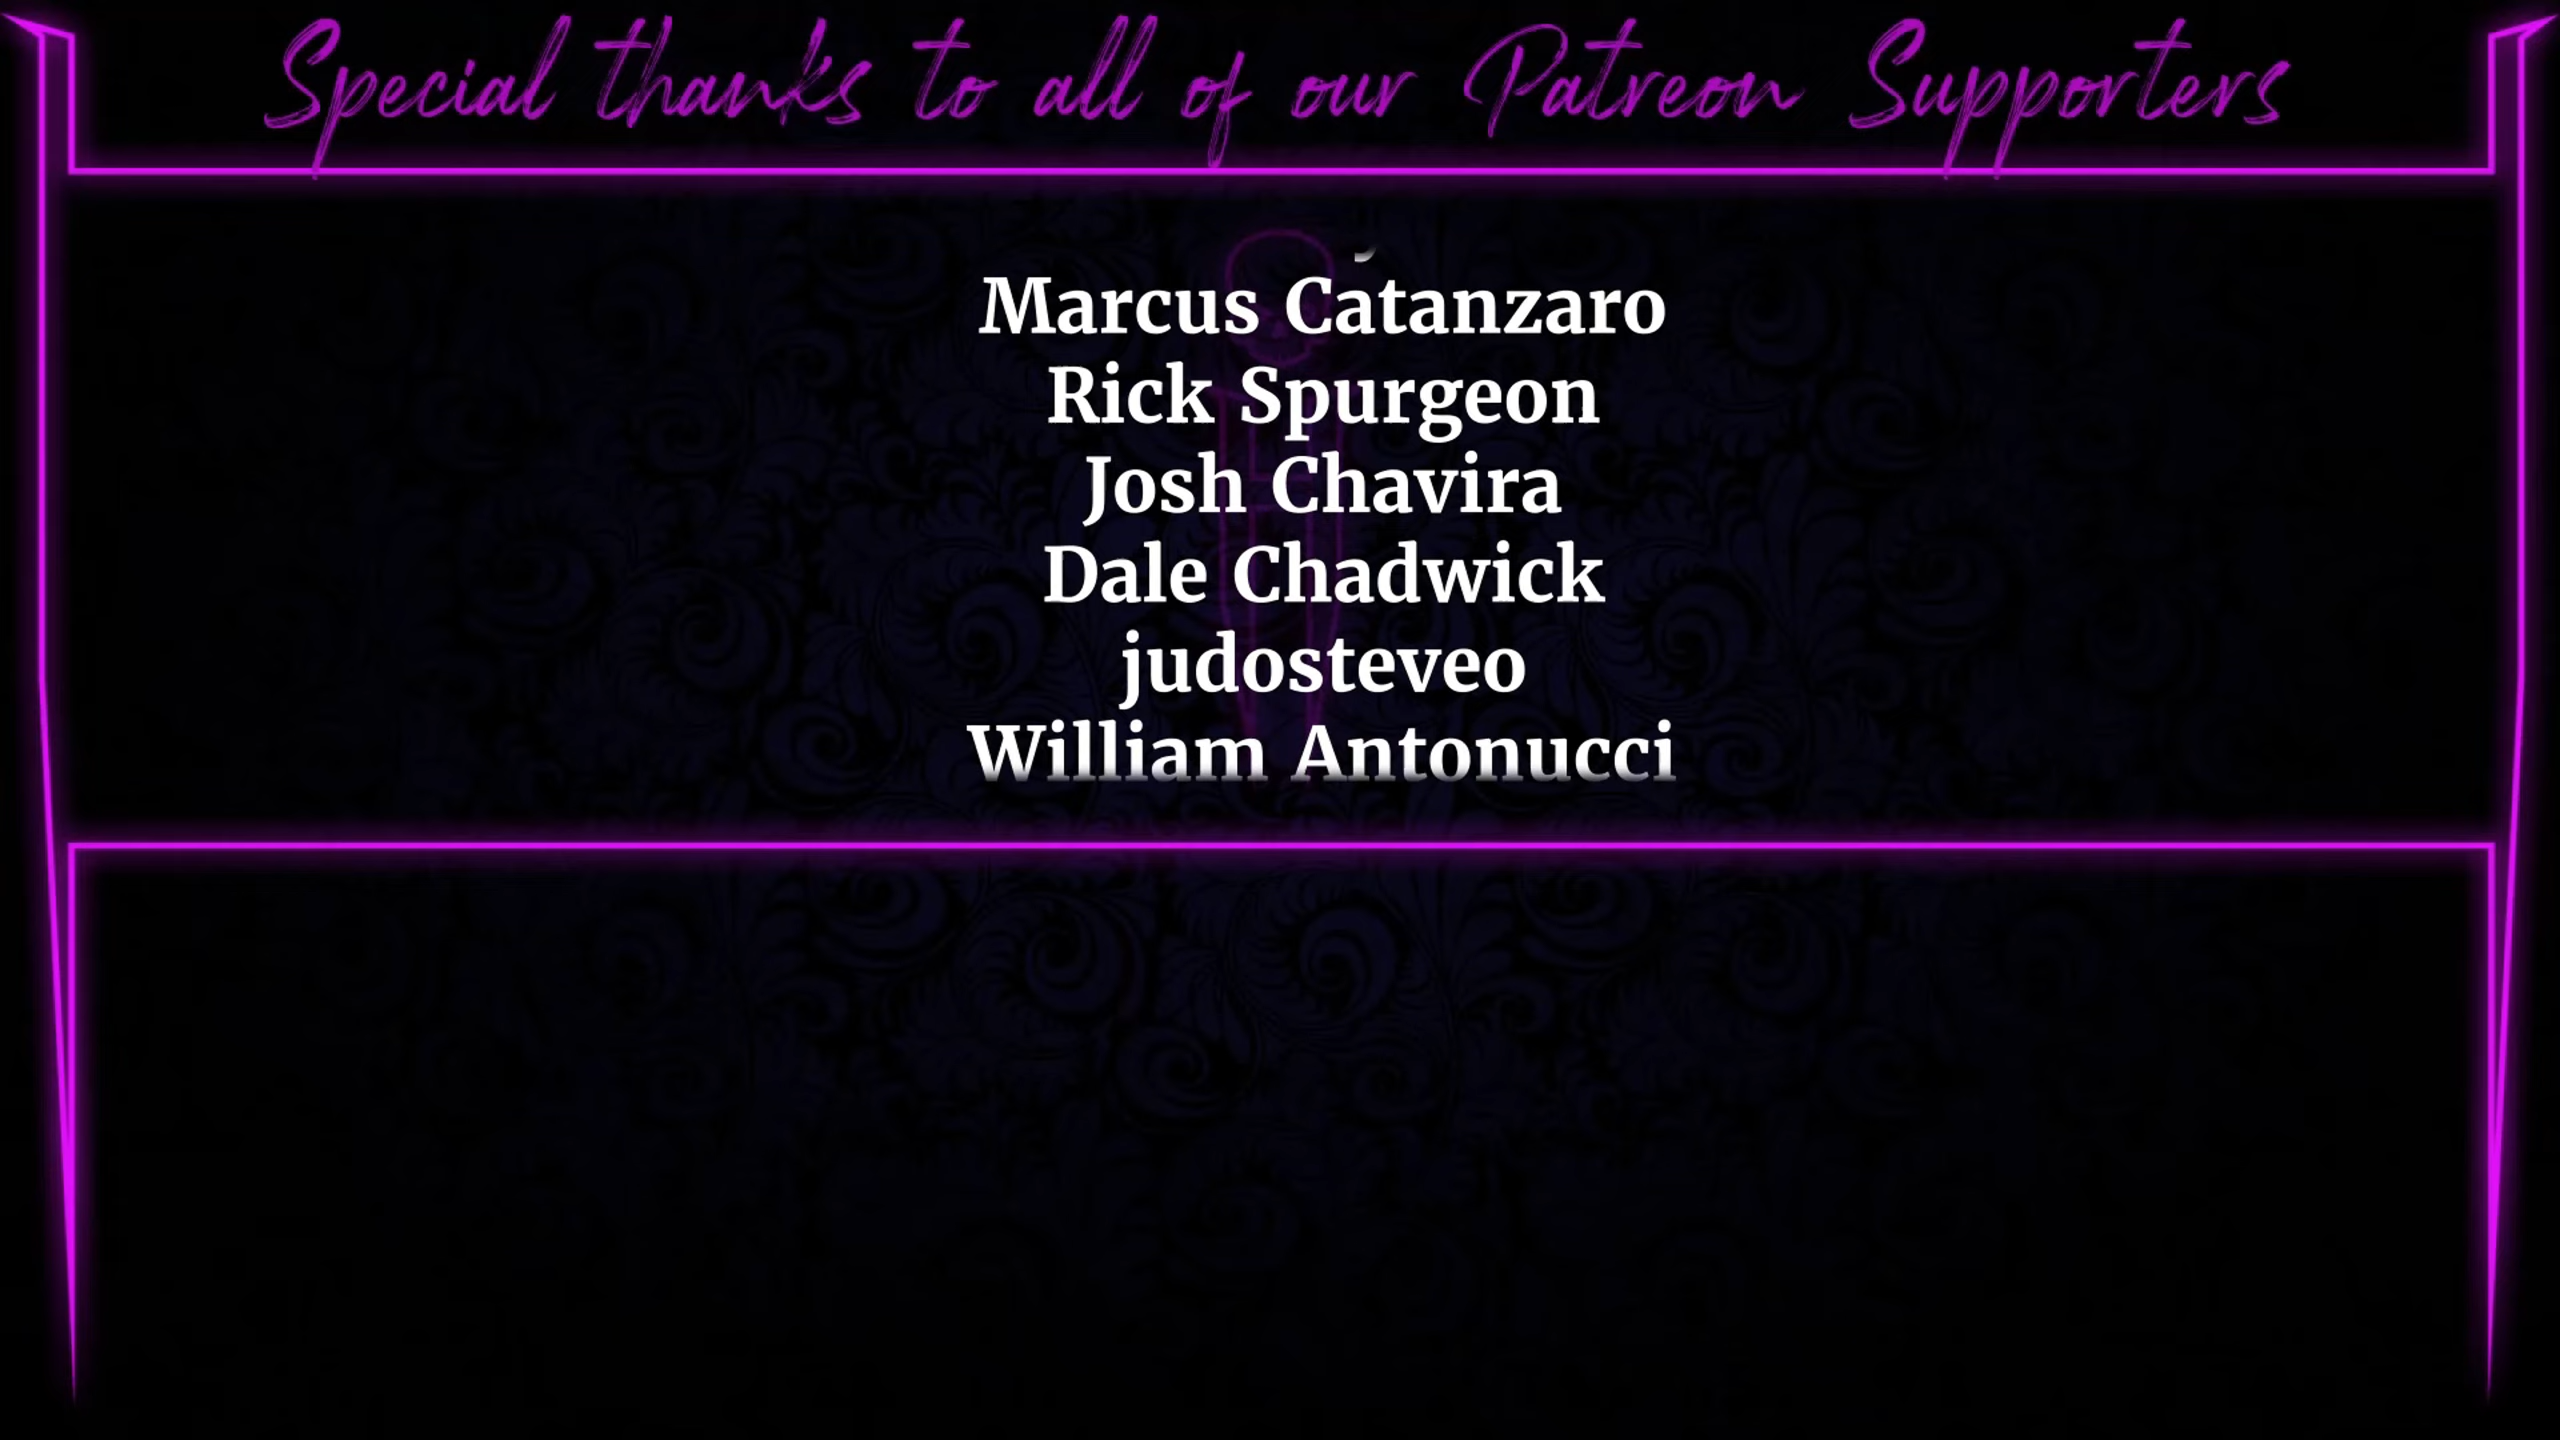 Special thanks to all of our Patreon Supporters
Marcus Catanzaro
Rick Spurgeon
Josh Chavira
Dale Chadwick
judosteveo
William Antonucci